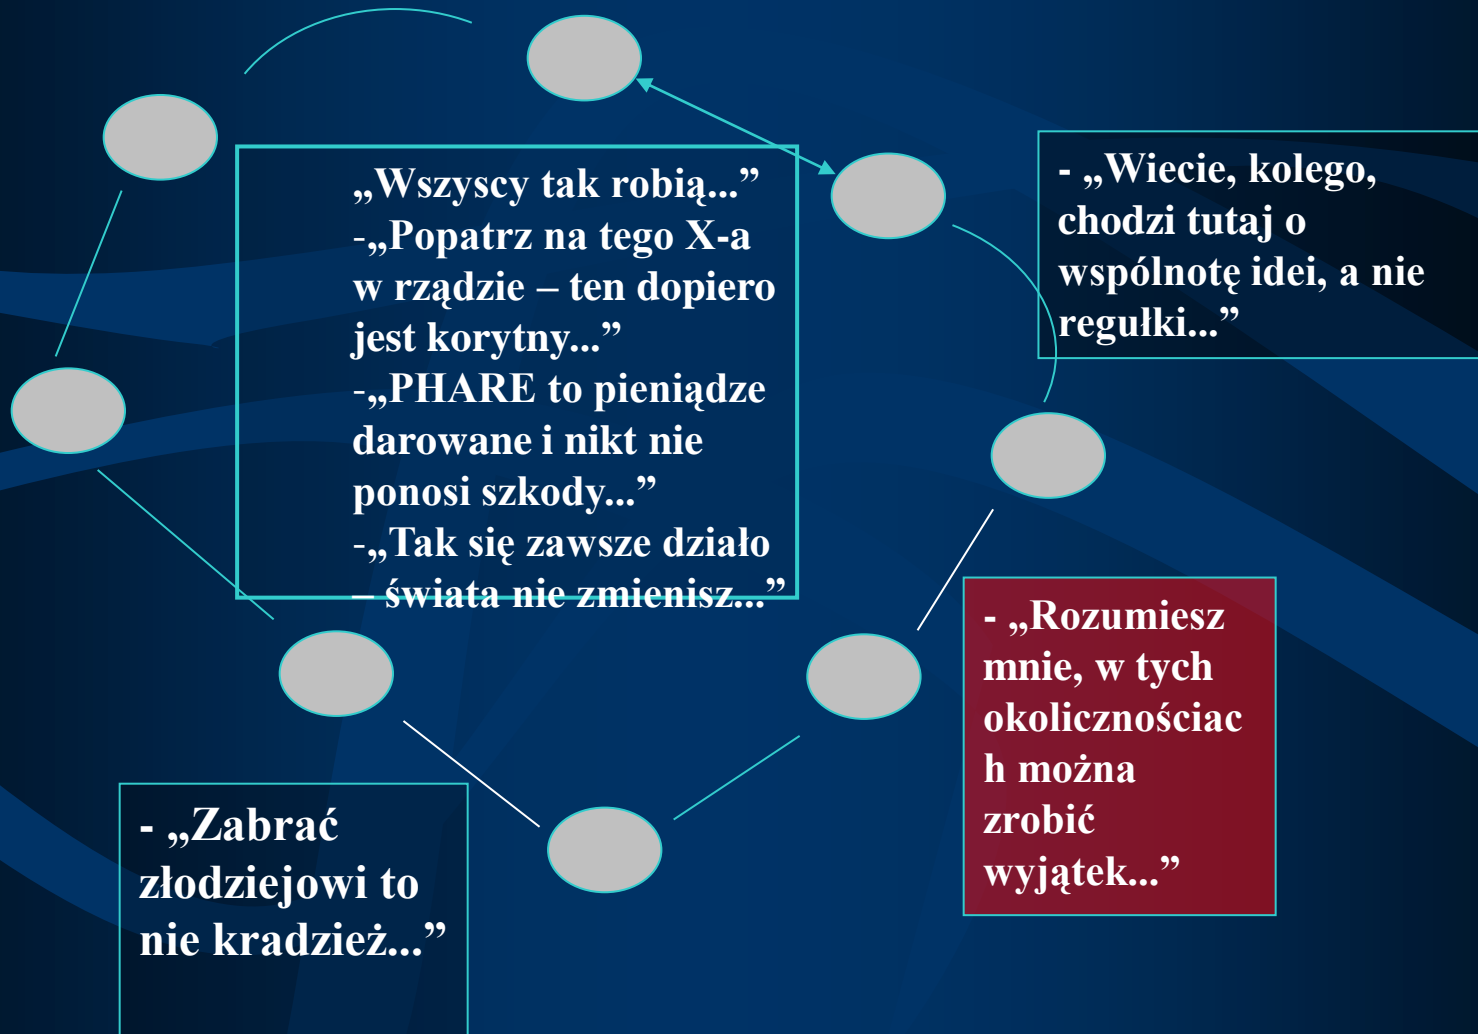 „Wszyscy tak robią...”
-„Popatrz na tego X-a
w rządzie – ten dopiero
jest korytny...”
-„PHARE to pieniądze
darowane i nikt nie
ponosi szkody...”
-„Tak się zawsze działo
– świata nie zmienisz...”
- „Wiecie, kolego,
chodzi tutaj o
wspólnotę idei, a nie
regułki...”
- „Rozumiesz
mnie, w tych
okolicznościac
h można
zrobić
wyjątek...”
- „Zabrać
złodziejowi to
nie kradzież...”